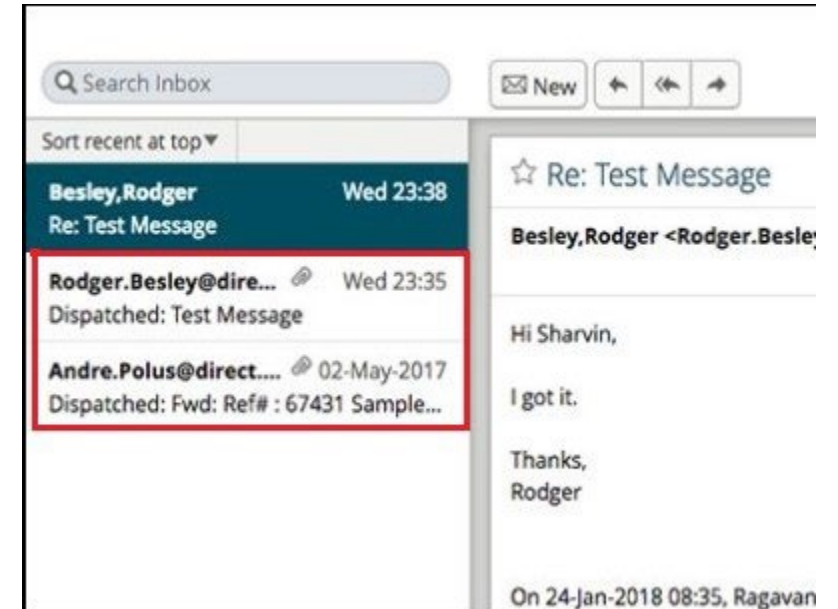 Search Inbox
New
Sort recent at top
Besley,Rodger Wed 23:38
Re: Test Message
Rodger.Besley@dire... Wed 23:35
Dispatched: Test Message
Andre.Polus@direct.... 02-May-2017
Dispatched: Fwd: Ref# : 67431 Sample...
Re: Test Message
Besley,Rodger <Rodger.Besley
Hi Sharvin,
I got it.
Thanks,
Rodger
On 24-Jan-2018 08:35, Ragavan